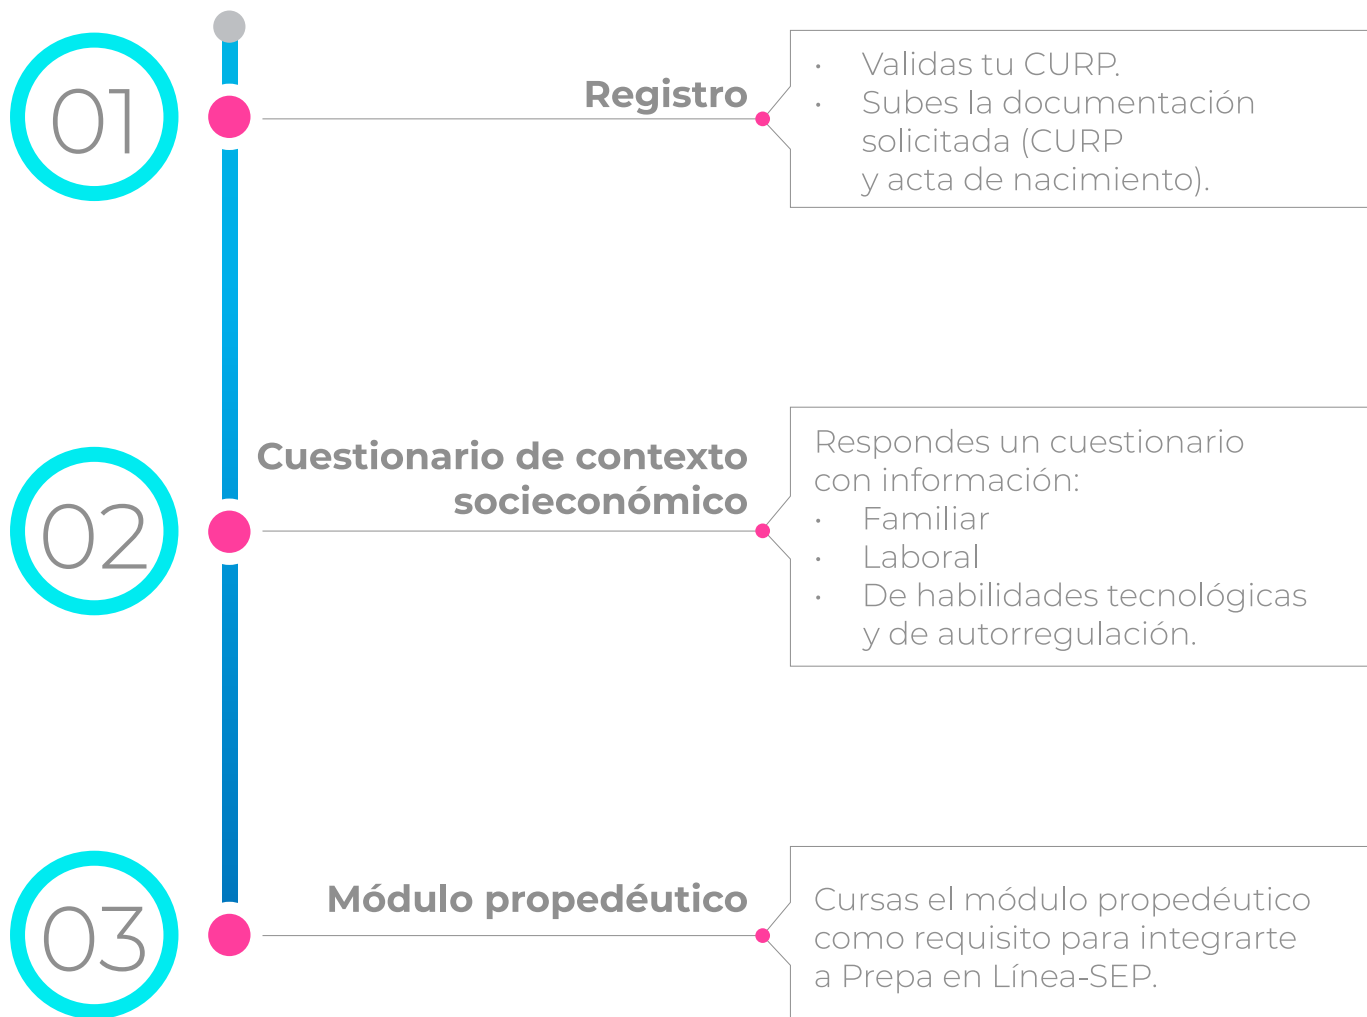 01
Registro
• Validas tu CURP.
• Subes la documentación
solicitada (CURP
y acta de nacimiento).
02
Cuestionario de contexto
socieconómico
Respondes un cuestionario
con información:
• Familiar
• Laboral
• De habilidades tecnológicas
y de autorregulación.
03
Módulo propedéutico
Cursas el módulo propedéutico
como requisito para integrarte
a Prepa en Línea-SEP.